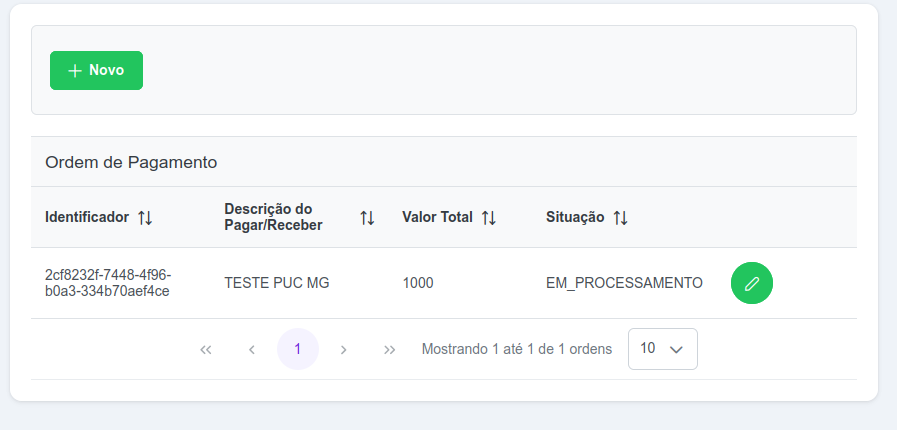 Novo
Ordem de Pagamento
Identificador
Descrição do
Pagar/Receber
Valor Total
Situação
2cf8232f-7448-4f96-
b0a3-334b70aef4ce
TESTE PUC MG
1000
EM_PROCESSAMENTO
1
Mostrando 1 até 1 de 1 ordens
10